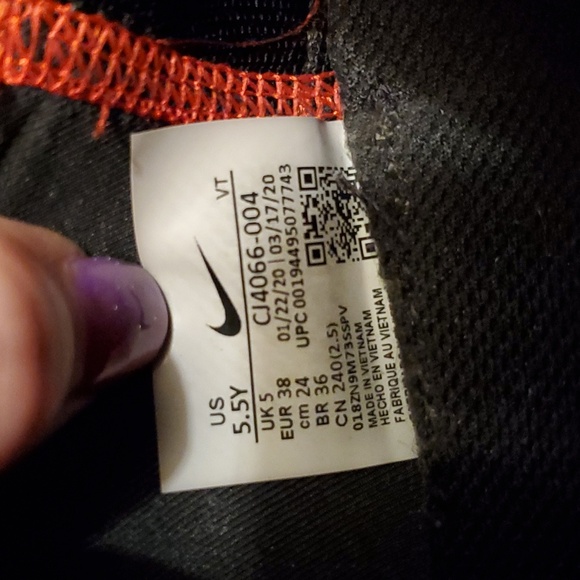 US VT
5.5Y
UK 5 CJ4066-004
EUR 38 01/22/20 | 03/17/20
cm 24 UPC 00194495077743
BR 36
CN 240(2.5)
018ZN9M73SSPV
MADE IN VIETNAM
HECHO EN VIETNAM
FABRIQUE AU VIETNAM